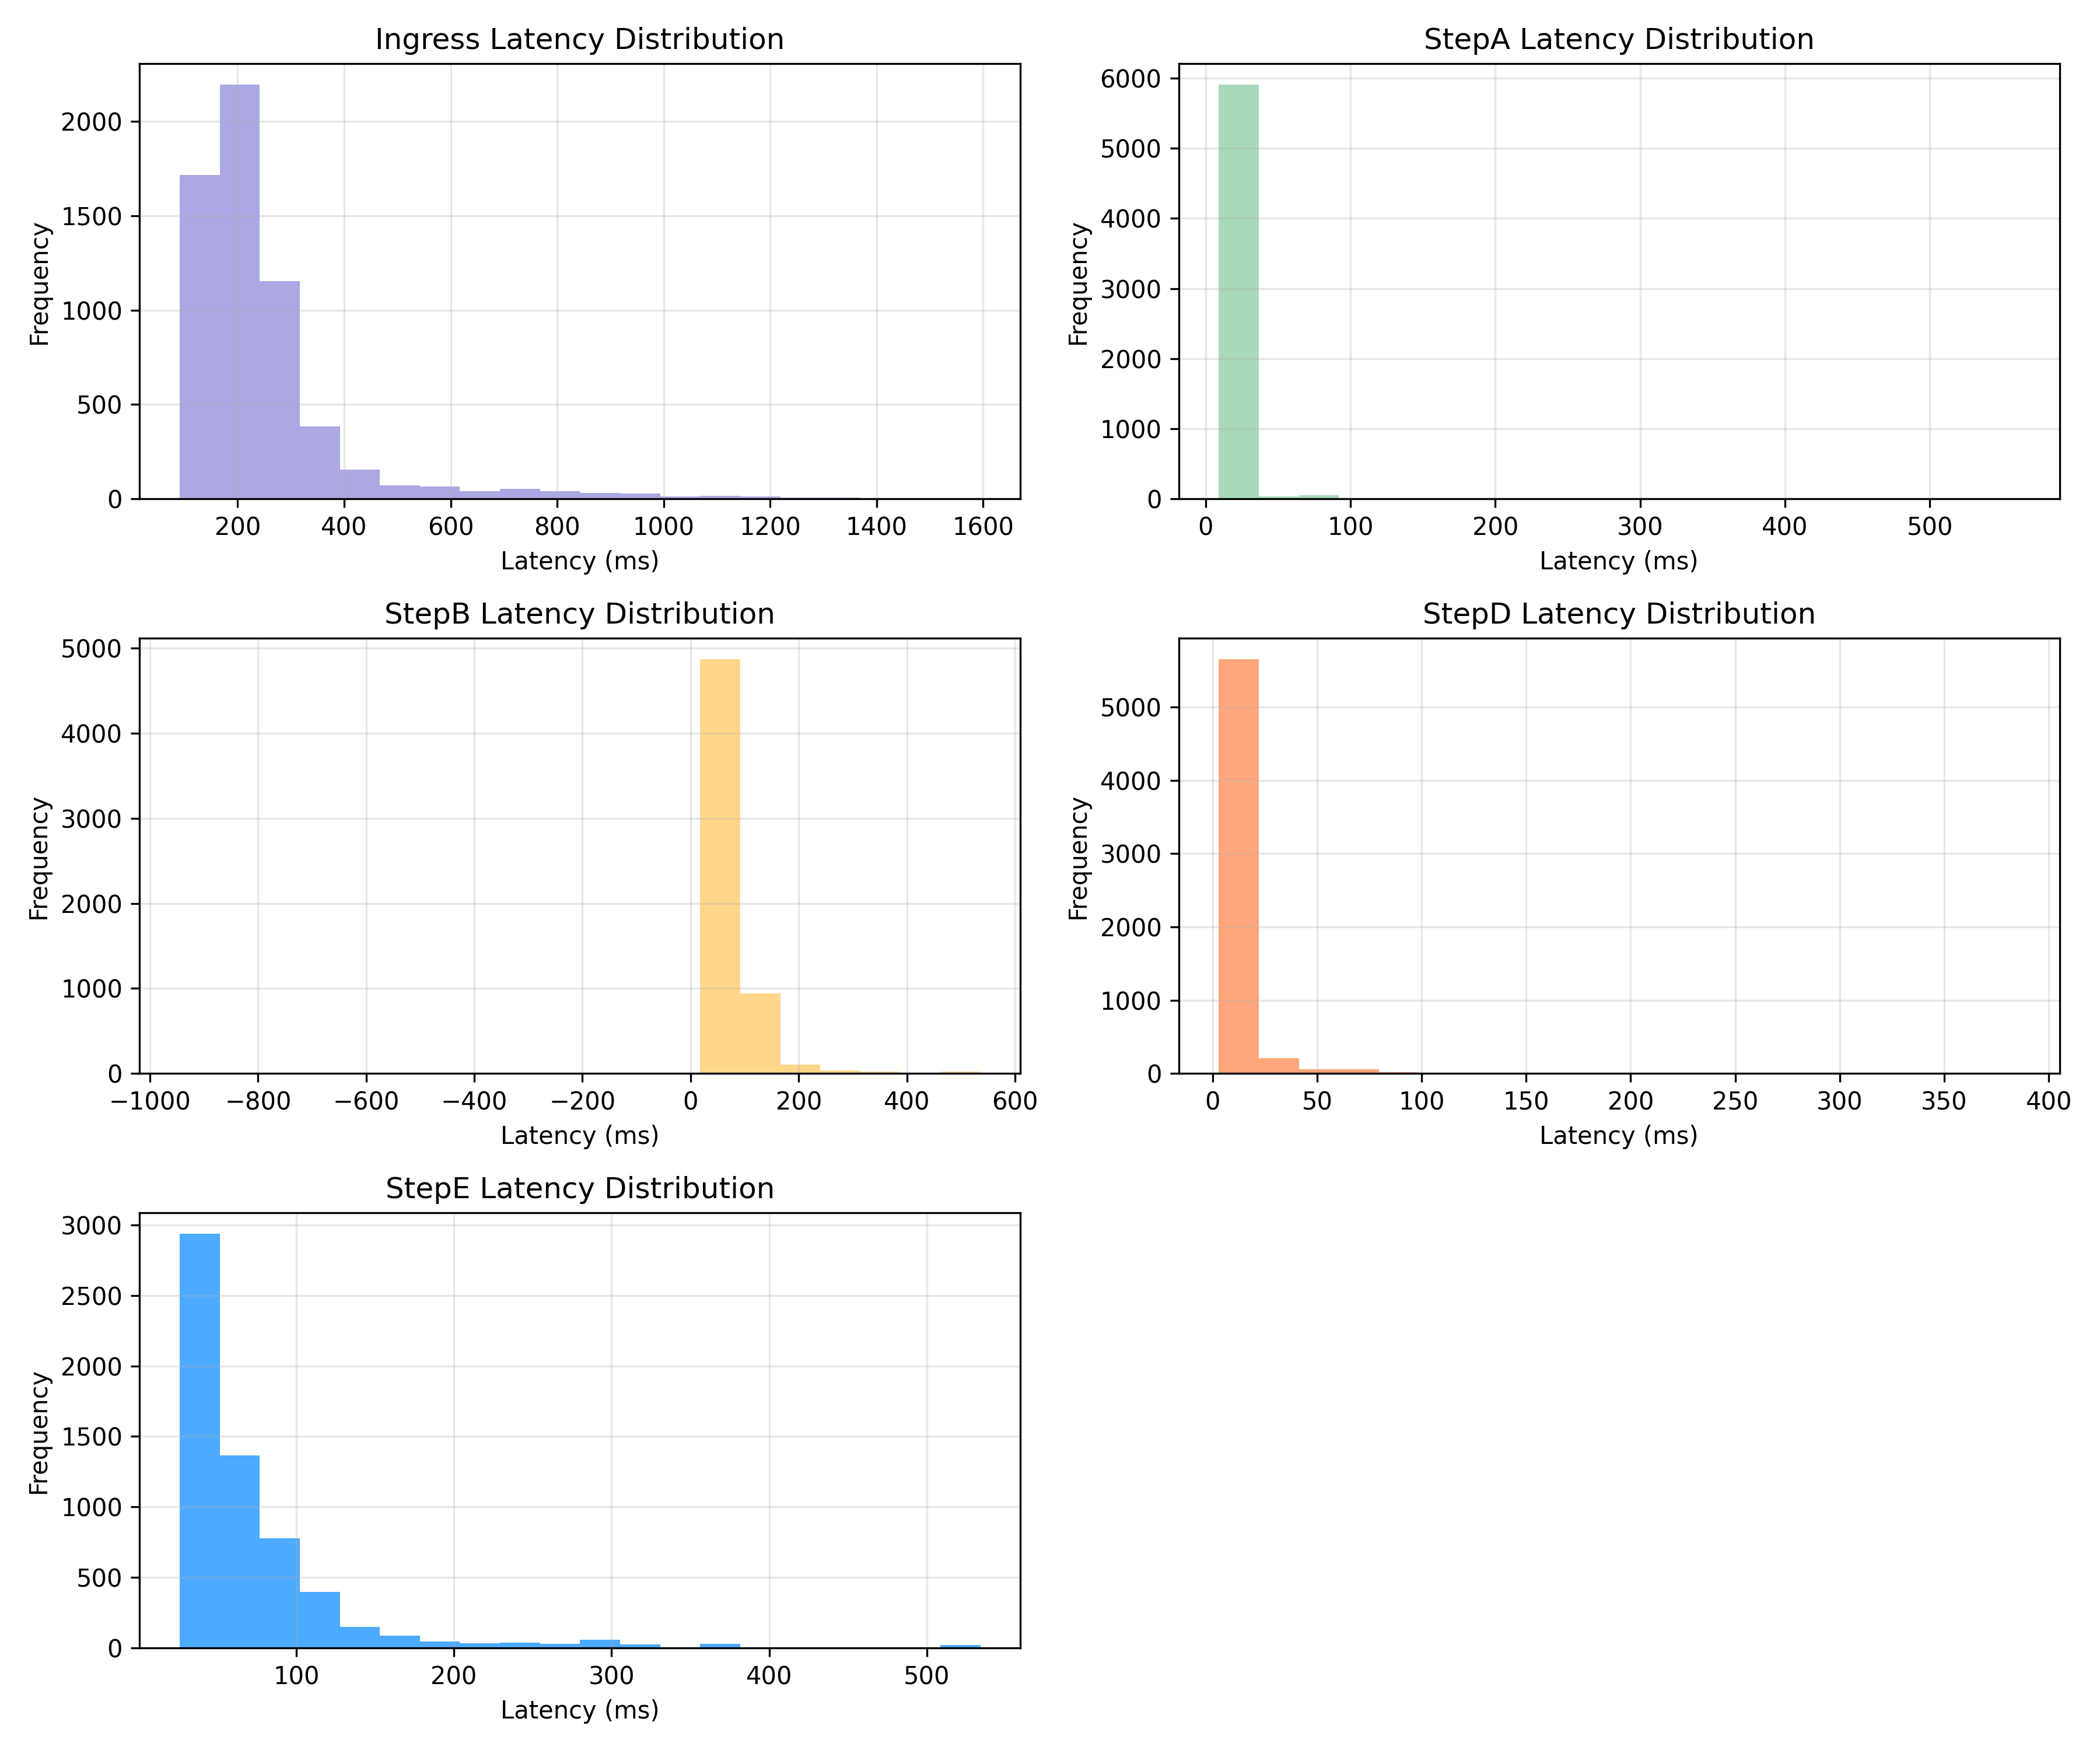 Ingress Latency Distribution
Frequency
2000
1500
1000
500
0
200 400 600 800 1000 1200 1400 1600
Latency (ms)
StepA Latency Distribution
Frequency
6000
5000
4000
3000
2000
1000
0
0 100 200 300 400 500
Latency (ms)
StepB Latency Distribution
Frequency
5000
4000
3000
2000
1000
0
−1000 −800 −600 −400 −200 0 200 400 600
Latency (ms)
StepD Latency Distribution
Frequency
5000
4000
3000
2000
1000
0
0 50 100 150 200 250 300 350 400
Latency (ms)
StepE Latency Distribution
Frequency
3000
2500
2000
1500
1000
500
0
100 200 300 400 500
Latency (ms)